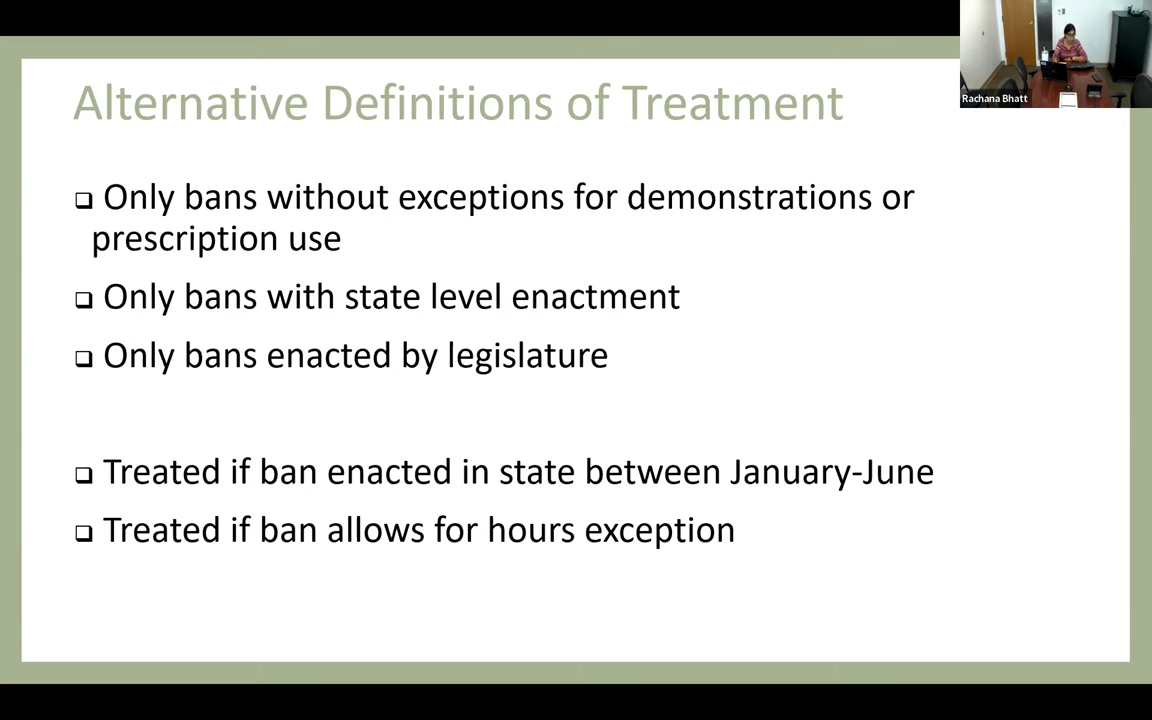 Alternative Definitions of Treatment
Rachana Bhatt
Only bans without exceptions for demonstrations or
prescription use
Only bans with state level enactment
Only bans enacted by legislature
Treated if ban enacted in state between January-June
Treated if ban allows for hours exception